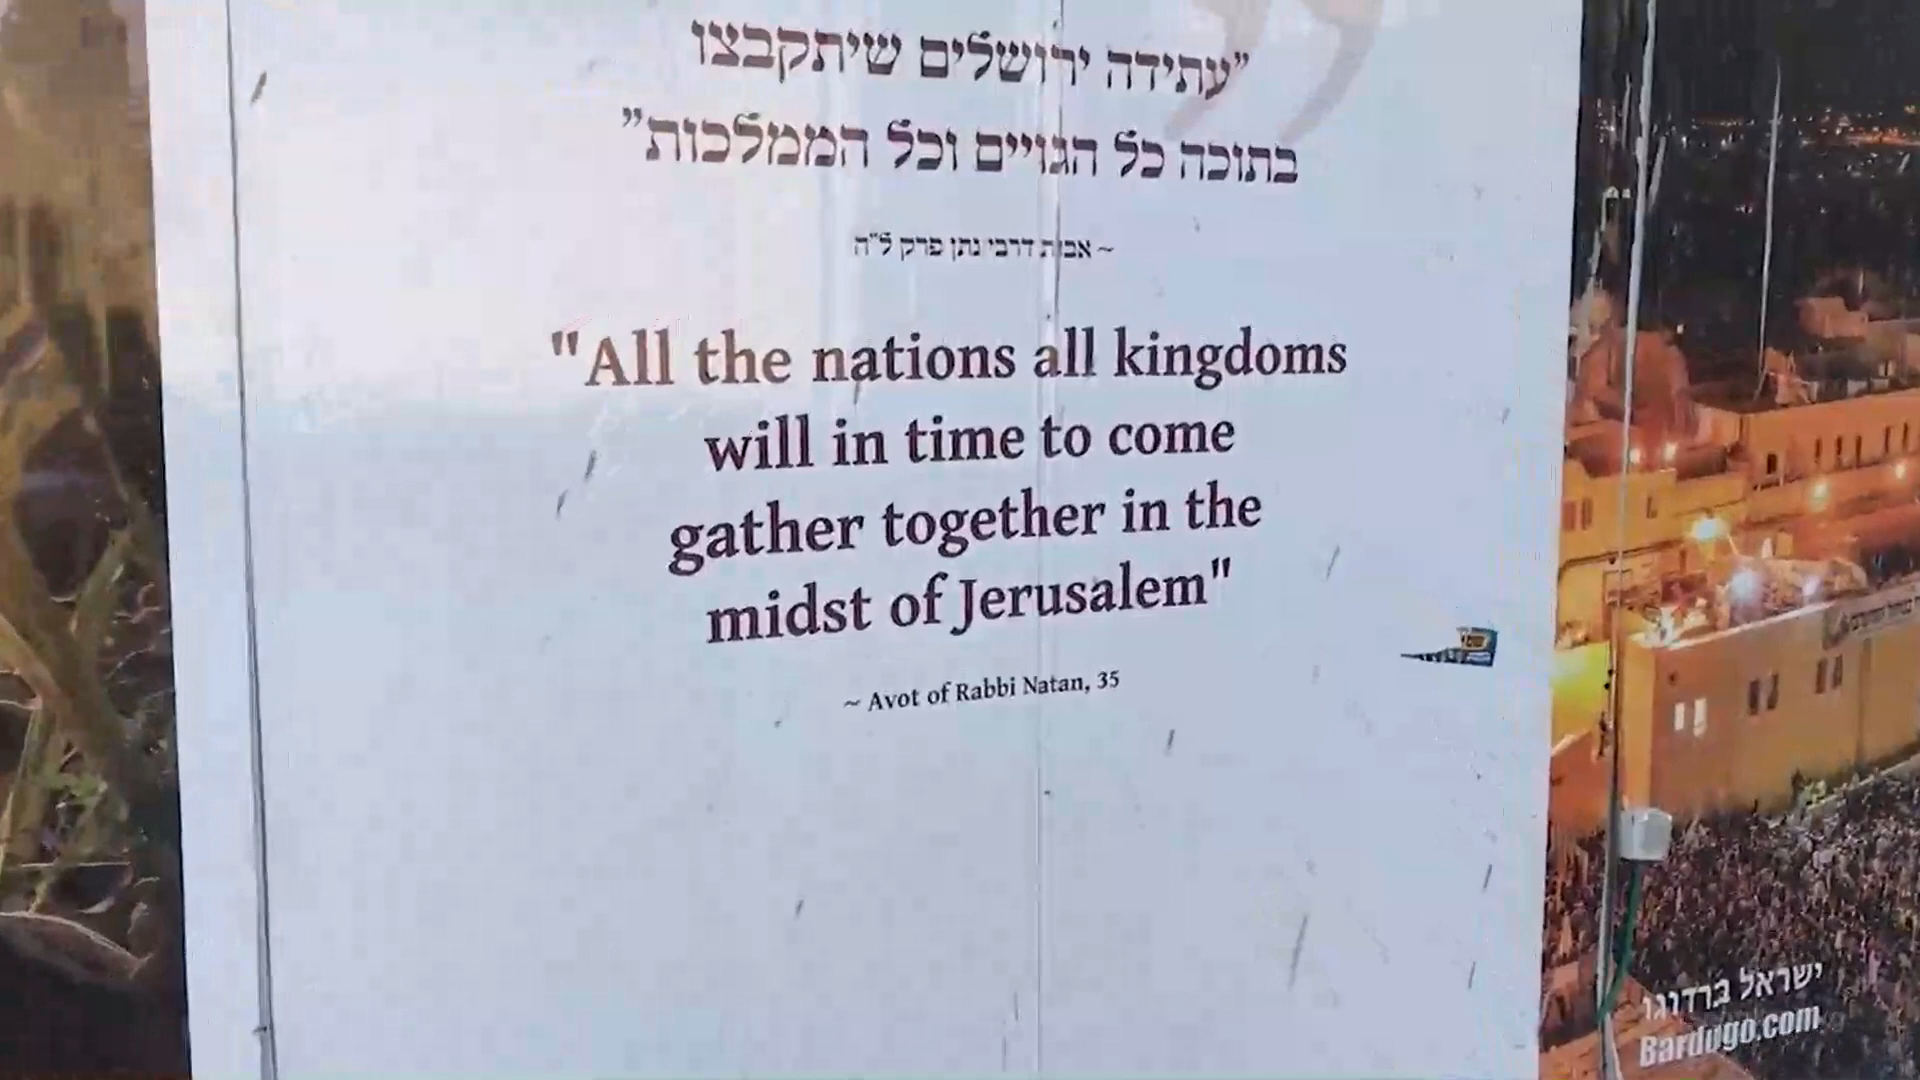 "עתידה ירושלים שיתקבצו
בתוכה כל הגויים וכל הממלכות"
~ אבות דרבי נתן פרק ל"ה
"All the nations all kingdoms
will in time to come
gather together in the
midst of Jerusalem"
~ Avot of Rabbi Natan, 35
ישראל ברדוגו
Bardugo.com